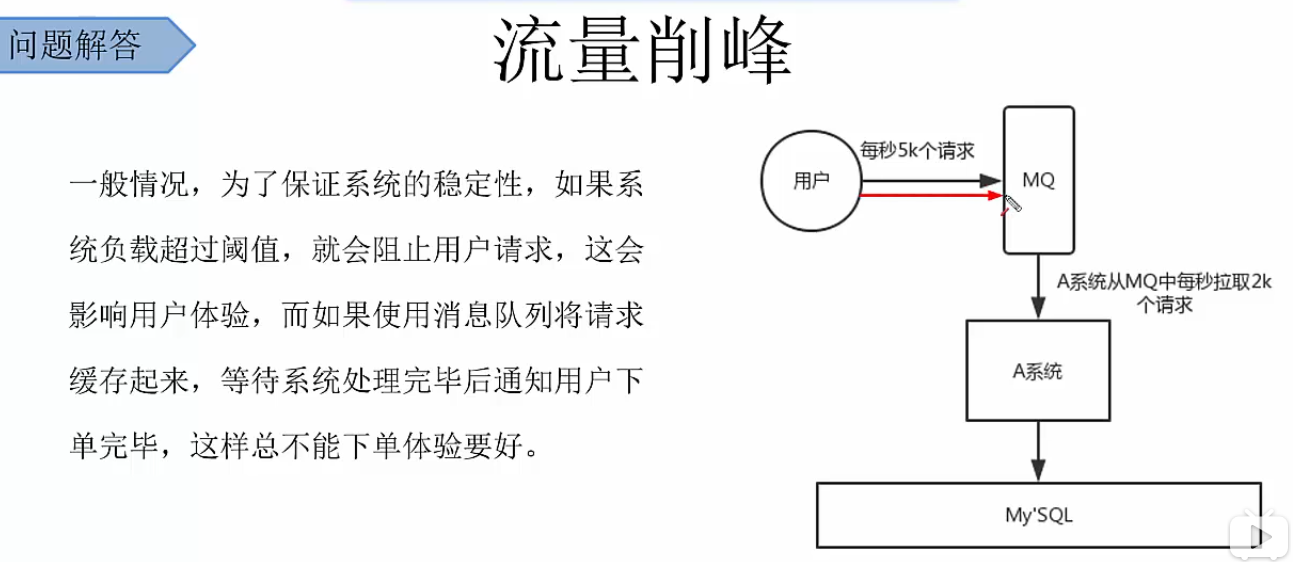 问题解答
流量削峰
一般情况，为了保证系统的稳定性，如果系
统负载超过阈值，就会阻止用户请求，这会
影响用户体验，而如果使用消息队列将请求
缓存起来，等待系统处理完毕后通知用户下
单完毕，这样总不能下单体验要好。
用户
每秒5k个请求
MQ
A系统从MQ中每秒拉取2k
个请求
A系统
My'SQL